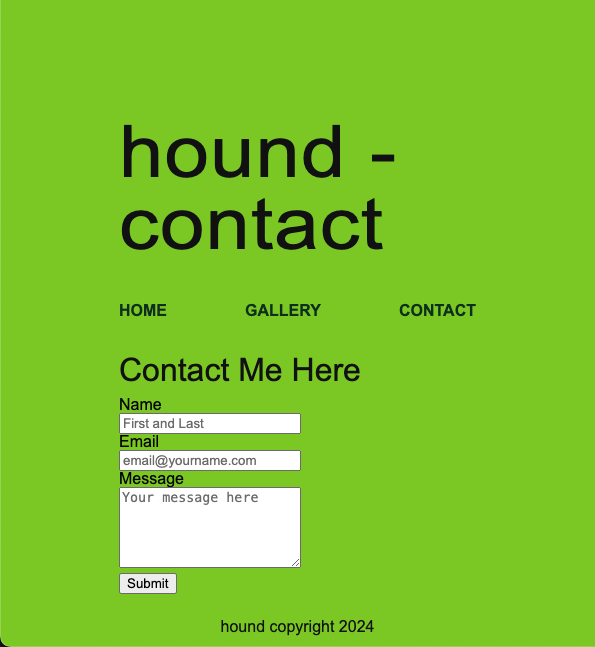 hound -
contact
HOME GALLERY CONTACT
Contact Me Here
Name
First and Last
Email
email@yourname.com
Message
Your message here
Submit
hound copyright 2024